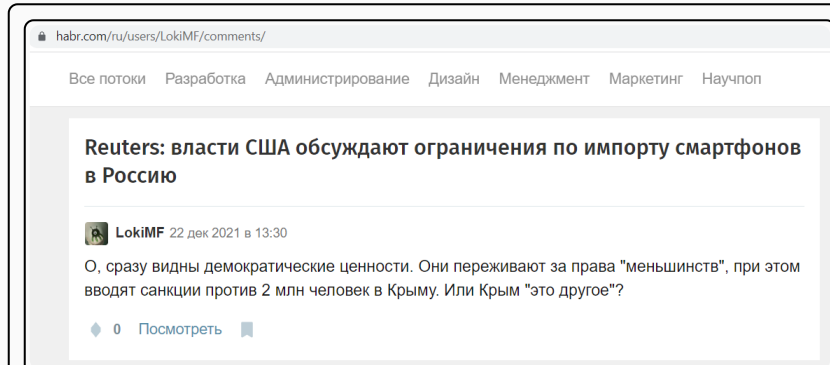 habr.com/ru/users/LokiMF/comments/
Все потоки Разработка Администрирование Дизайн Менеджмент Маркетинг Научпоп
Reuters: власти США обсуждают ограничения по импорту смартфонов
в Россию
LokiMF 22 дек 2021 в 13:30
О, сразу видны демократические ценности. Они переживают за права "меньшинств", при этом
вводят санкции против 2 млн человек в Крыму. Или Крым "это другое"?
0 Посмотреть